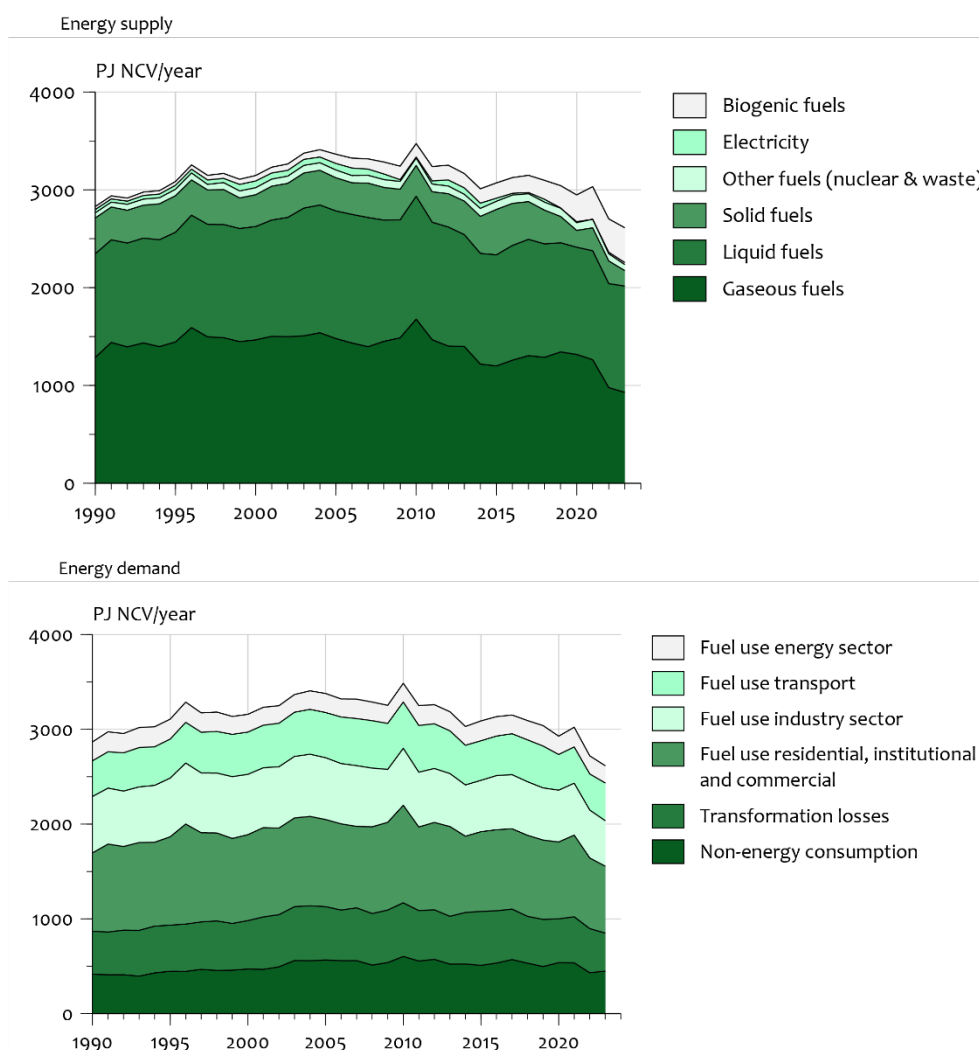 Energy supply
PJ NCV/year
4000
3000
2000
1000
0
1990 1995 2000 2005 2010 2015 2020
Biogenic fuels
Electricity
Other fuels (nuclear & waste)
Solid fuels
Liquid fuels
Gaseous fuels
Energy demand
PJ NCV/year
4000
3000
2000
1000
0
1990 1995 2000 2005 2010 2015 2020
Fuel use energy sector
Fuel use transport
Fuel use industry sector
Fuel use residential, institutional
and commercial
Transformation losses
Non-energy consumption